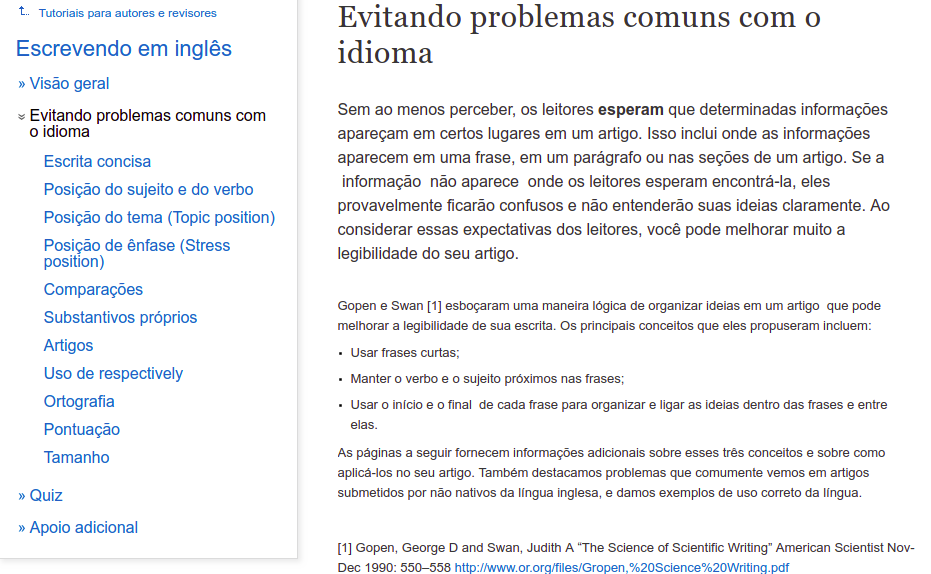 Tutoriais para autores e revisores
Escrevendo em inglês
» Visão geral
Evitando problemas comuns com
o idioma
Escrita concisa
Posição do sujeito e do verbo
Posição do tema (Topic position)
Posição de ênfase (Stress
position)
Comparações
Substantivos próprios
Artigos
Uso de respectively
Ortografia
Pontuação
Tamanho
» Quiz
» Apoio adicional
Evitando problemas comuns com o
idioma
Sem ao menos perceber, os leitores esperam que determinadas informações
apareçam em certos lugares em um artigo. Isso inclui onde as informações
aparecem em uma frase, em um parágrafo ou nas seções de um artigo. Se a
informação não aparece onde os leitores esperam encontrá-la, eles
provavelmente ficarão confusos e não entenderão suas ideias claramente. Ao
considerar essas expectativas dos leitores, você pode melhorar muito a
legibilidade do seu artigo.
Gopen e Swan [1] esboçaram uma maneira lógica de organizar ideias em um artigo que pode
melhorar a legibilidade de sua escrita. Os principais conceitos que eles propuseram incluem:
• Usar frases curtas;
• Manter o verbo e o sujeito próximos nas frases;
• Usar o início e o final de cada frase para organizar e ligar as ideias dentro das frases e entre
elas.
As páginas a seguir fornecem informações adicionais sobre esses três conceitos e sobre como
aplicá-los no seu artigo. Também destacamos problemas que comumente vemos em artigos
submetidos por não nativos da língua inglesa, e damos exemplos de uso correto da língua.
[1] Gopen, George D and Swan, Judith A “The Science of Scientific Writing” American Scientist Nov-
Dec 1990: 550–558 http://www.or.org/files/Gropen,%20Science%20Writing.pdf